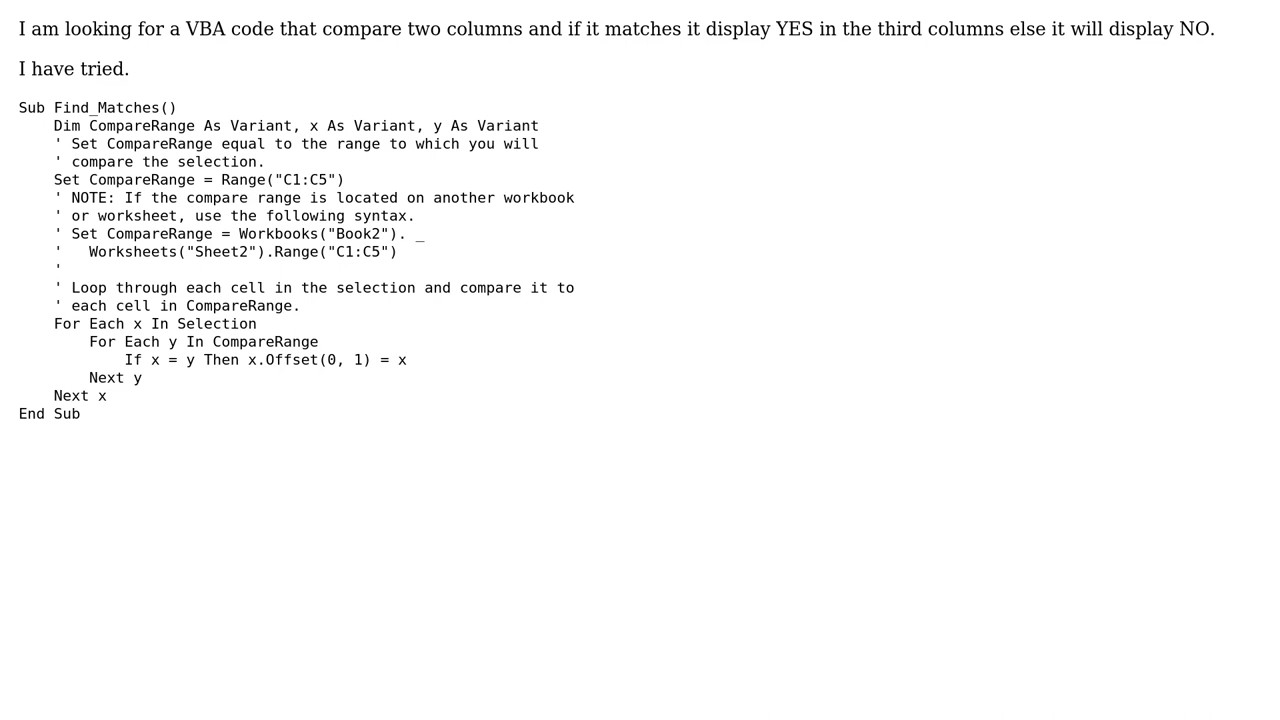 I am looking for a VBA code that compare two columns and if it matches it display YES in the third columns else it will display NO.
I have tried.
Sub Find_Matches()
    Dim CompareRange As Variant, x As Variant, y As Variant
    ' Set CompareRange equal to the range to which you will
    ' compare the selection.
    Set CompareRange = Range("C1:C5")
    ' NOTE: If the compare range is located on another workbook
    ' or worksheet, use the following syntax.
    ' Set CompareRange = Workbooks("Book2"). _
    '   Worksheets("Sheet2").Range("C1:C5")
    '
    ' Loop through each cell in the selection and compare it to
    ' each cell in CompareRange.
    For Each x In Selection
        For Each y In CompareRange
            If x = y Then x.Offset(0, 1) = x
        Next y
    Next x
End Sub